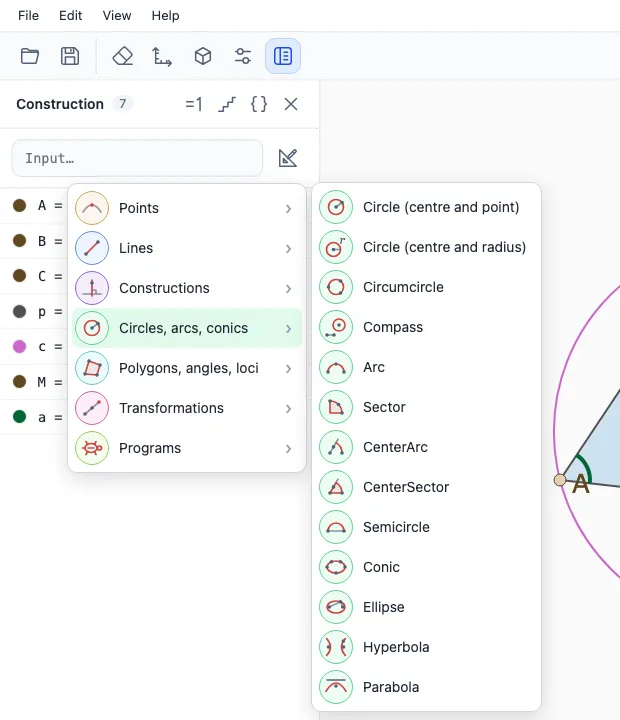 File Edit View Help
Construction 7 =1 { }
Input…
A =
B =
C =
p =
c =
M =
a =
Points
Lines
Constructions
Circles, arcs, conics
Polygons, angles, loci
Transformations
Programs
Circle (centre and point)
Circle (centre and radius)
Circumcircle
Compass
Arc
Sector
CenterArc
CenterSector
Semicircle
Conic
Ellipse
Hyperbola
Parabola
r
A